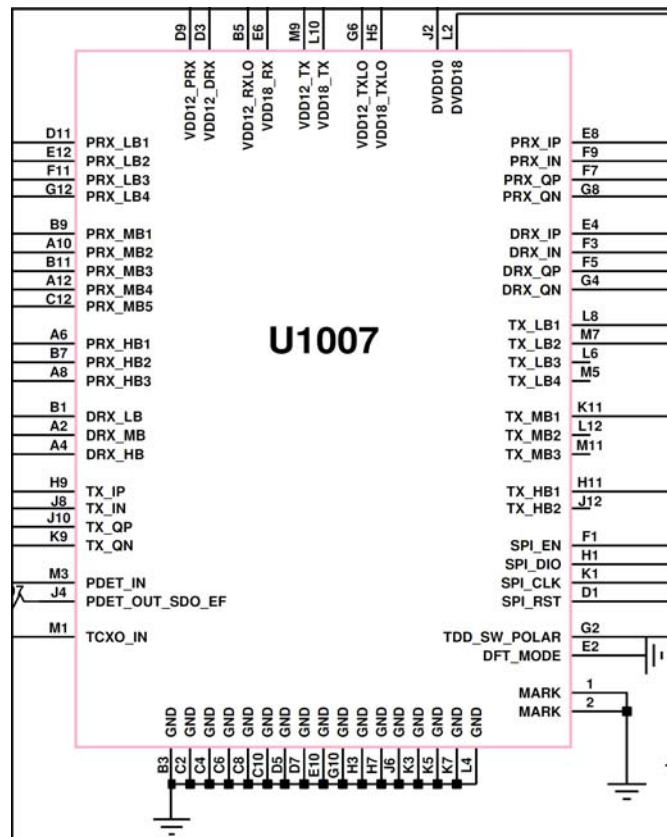 D9 D3 B5 E6 M9 L10 G6 H5 J2 L2
VDD12_PRX
VDD12_DRX
VDD12_RXLO
VDD18_RX
VDD12_TX
VDD18_TX
VDD12_TXLO
VDD18_TXLO
DVDD10
DVDD18
D11 PRX_LB1
E12 PRX_LB2
F11 PRX_LB3
G12 PRX_LB4
B9 PRX_MB1
A10 PRX_MB2
B11 PRX_MB3
A12 PRX_MB4
C12 PRX_MB5
A6 PRX_HB1
B7 PRX_HB2
A8 PRX_HB3
B1 DRX_LB
A2 DRX_MB
A4 DRX_HB
H9 TX_IP
J8 TX_IN
J10 TX_QP
K9 TX_QN
M3 PDET_IN
J4 PDET_OUT_SDO_EF
M1 TCXO_IN
U1007
PRX_IP E8
PRX_IN F9
PRX_QP F7
PRX_QN G8
DRX_IP E4
DRX_IN F3
DRX_QP F5
DRX_QN G4
TX_LB1 L8
TX_LB2 M7
TX_LB3 L6
TX_LB4 M5
TX_MB1 K11
TX_MB2 L12
TX_MB3 M11
TX_HB1 H11
TX_HB2 J12
SPI_EN F1
SPI_DIO H1
SPI_CLK K1
SPI_RST D1
TDD_SW_POLAR G2
DFT_MODE E2
MARK 1
MARK 2
GND GND GND GND GND GND GND GND GND GND GND GND GND GND GND GND GND
B3 C2 C4 C6 C8 C10 D5 D7 E10 G10 H3 H7 J6 K3 K5 K7 L4